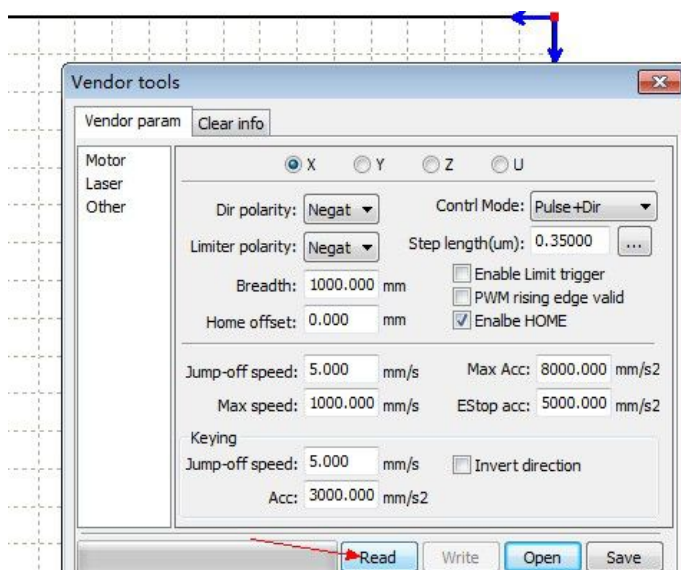 Vendor tools
Vendor param Clear info
Motor
Laser
Other
X Y Z U
Dir polarity: Negat Contrl Mode: Pulse+Dir
Limiter polarity: Negat Step length(um): 0.35000 ...
Breadth: 1000.000 mm Enable Limit trigger
PWM rising edge valid
Home offset: 0.000 mm Enalbe HOME
Jump-off speed: 5.000 mm/s Max Acc: 8000.000 mm/s2
Max speed: 1000.000 mm/s EStop acc: 5000.000 mm/s2
Keying
Jump-off speed: 5.000 mm/s Invert direction
Acc: 3000.000 mm/s2
Read Write Open Save